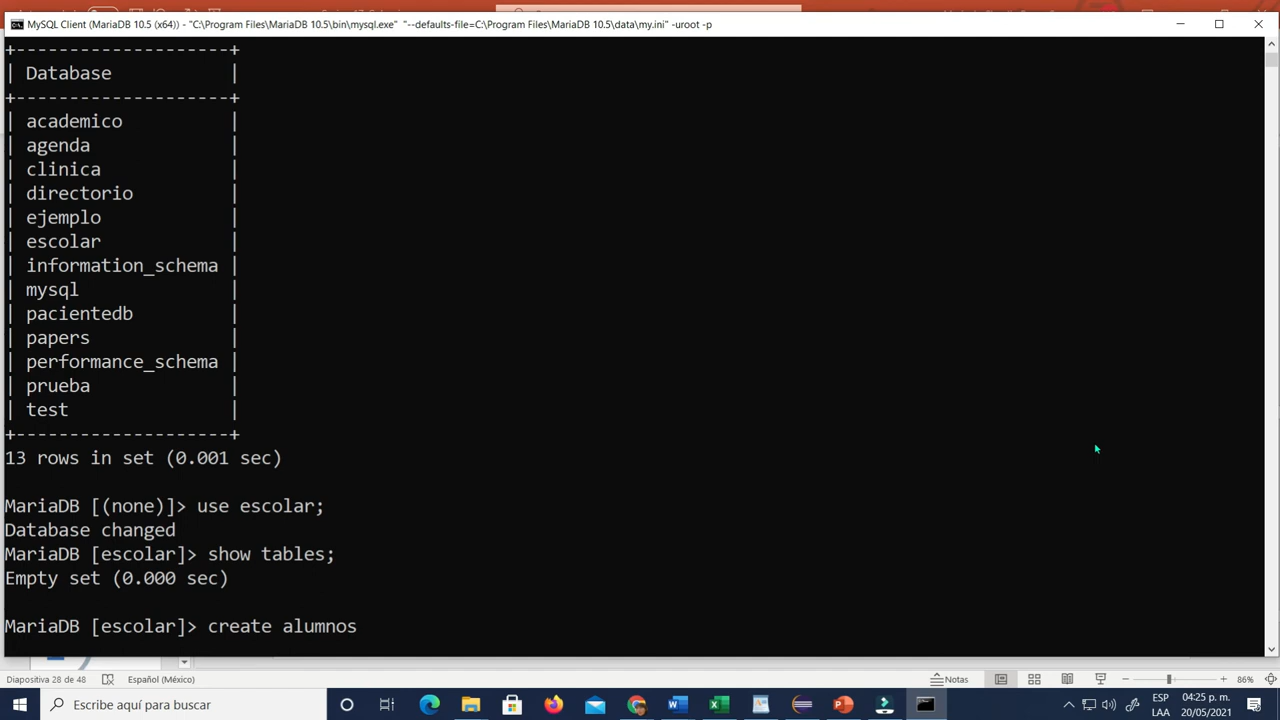 MySQL Client (MariaDB 10.5 (x64)) - "C:\Program Files\MariaDB 10.5\bin\mysql.exe" "--defaults-file=C:\Program Files\MariaDB 10.5\data\my.ini" -uroot -p
+--------------------+
| Database           |
+--------------------+
| academico          |
| agenda             |
| clinica            |
| directorio         |
| ejemplo            |
| escolar            |
| information_schema |
| mysql              |
| pacientedb         |
| papers             |
| performance_schema |
| prueba             |
| test               |
+--------------------+
13 rows in set (0.001 sec)
MariaDB [(none)]> use escolar;
Database changed
MariaDB [escolar]> show tables;
Empty set (0.000 sec)
MariaDB [escolar]> create alumnos
Diapositiva 28 de 48 Español (México) Notas 86%
Escribe aquí para buscar
ESP 04:25 p. m.
LAA 20/05/2021